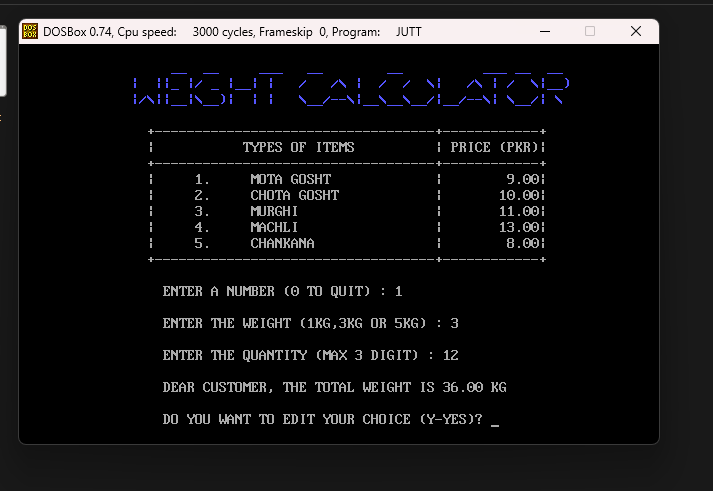 DOSBox 0.74, Cpu speed: 3000 cycles, Frameskip 0, Program: JUTT
WEIGHT CALCULATOR
TYPES OF ITEMS PRICE (PKR)
1. MOTA GOSHT 9.00
2. CHOTA GOSHT 10.00
3. MURGHI 11.00
4. MACHLI 13.00
5. CHANKANA 8.00
ENTER A NUMBER (0 TO QUIT) : 1
ENTER THE WEIGHT (1KG,3KG OR 5KG) : 3
ENTER THE QUANTITY (MAX 3 DIGIT) : 12
DEAR CUSTOMER, THE TOTAL WEIGHT IS 36.00 KG
DO YOU WANT TO EDIT YOUR CHOICE (Y-YES)? _